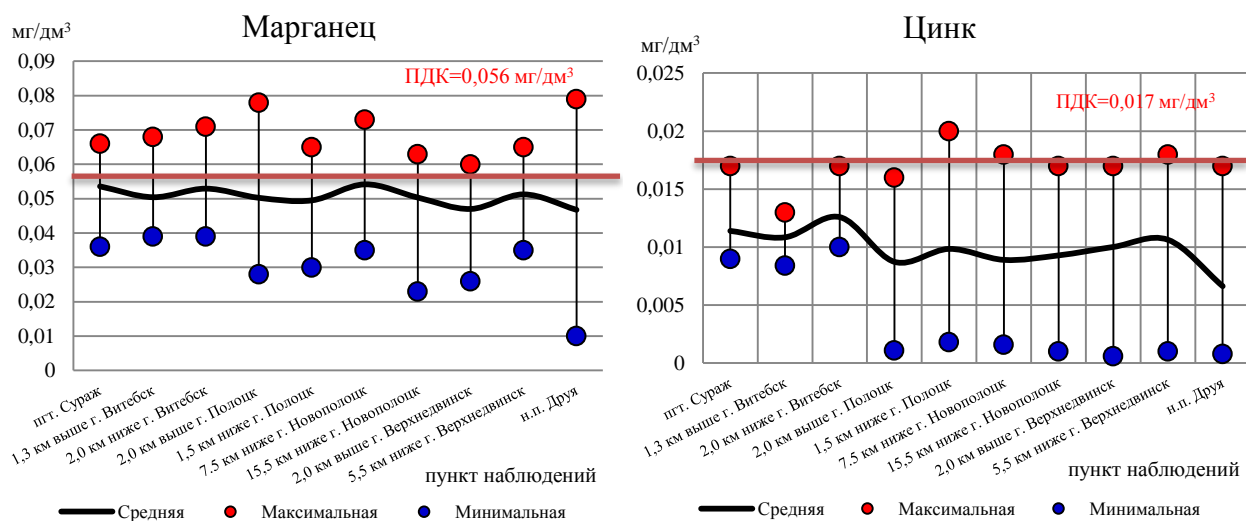 Марганец
мг/дм³
ПДК=0,056 мг/дм³
0,09
0,08
0,07
0,06
0,05
0,04
0,03
0,02
0,01
0
пгт. Сураж
1,3 км выше г. Витебск
2,0 км ниже г. Витебск
2,0 км выше г. Полоцк
1,5 км ниже г. Полоцк
7,5 км ниже г. Новополоцк
15,5 км ниже г. Новополоцк
2,0 км выше г. Верхнедвинск
5,5 км ниже г. Верхнедвинск
н.п. Друя
пункт наблюдений
Средняя
Максимальная
Минимальная
Цинк
мг/дм³
ПДК=0,017 мг/дм³
0,025
0,02
0,015
0,01
0,005
0
пгт. Сураж
1,3 км выше г. Витебск
2,0 км ниже г. Витебск
2,0 км выше г. Полоцк
1,5 км ниже г. Полоцк
7,5 км ниже г. Новополоцк
15,5 км ниже г. Новополоцк
2,0 км выше г. Верхнедвинск
5,5 км ниже г. Верхнедвинск
н.п. Друя
пункт наблюдений
Средняя
Максимальная
Минимальная